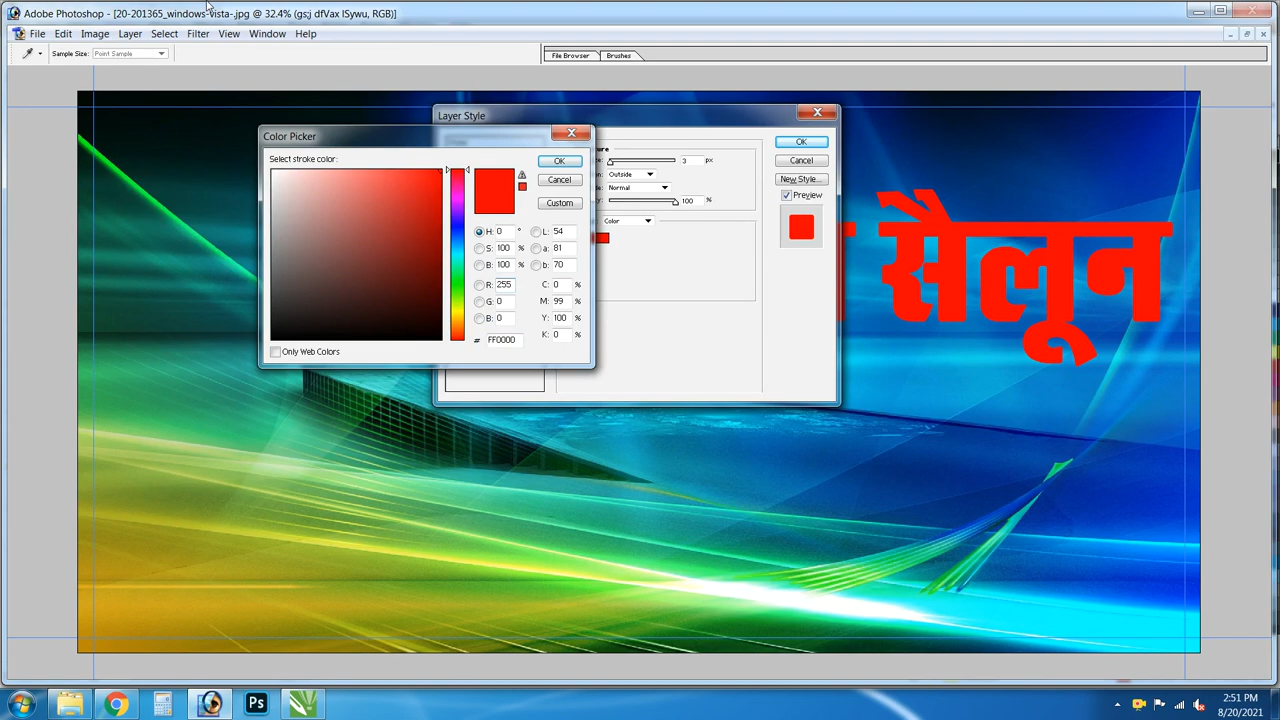 Adobe Photoshop - [20-201365_windows-vista-.jpg @ 32.4% (gs;j dfVax lSywu, RGB)]
File Edit Image Layer Select Filter View Window Help
Sample Size: Point Sample
File Browser Brushes
Layer Style
Color Picker
Select stroke color:
OK
Cancel
Custom
H: 0 °
S: 100 %
B: 100 %
R: 255
G: 0
B: 0
# FF0000
L: 54
a: 81
b: 70
C: 0 %
M: 99 %
Y: 100 %
K: 0 %
Only Web Colors
3 px
Outside
Normal
100 %
Color
OK
Cancel
New Style...
Preview
सैलून
Ps
2:51 PM
8/20/2021